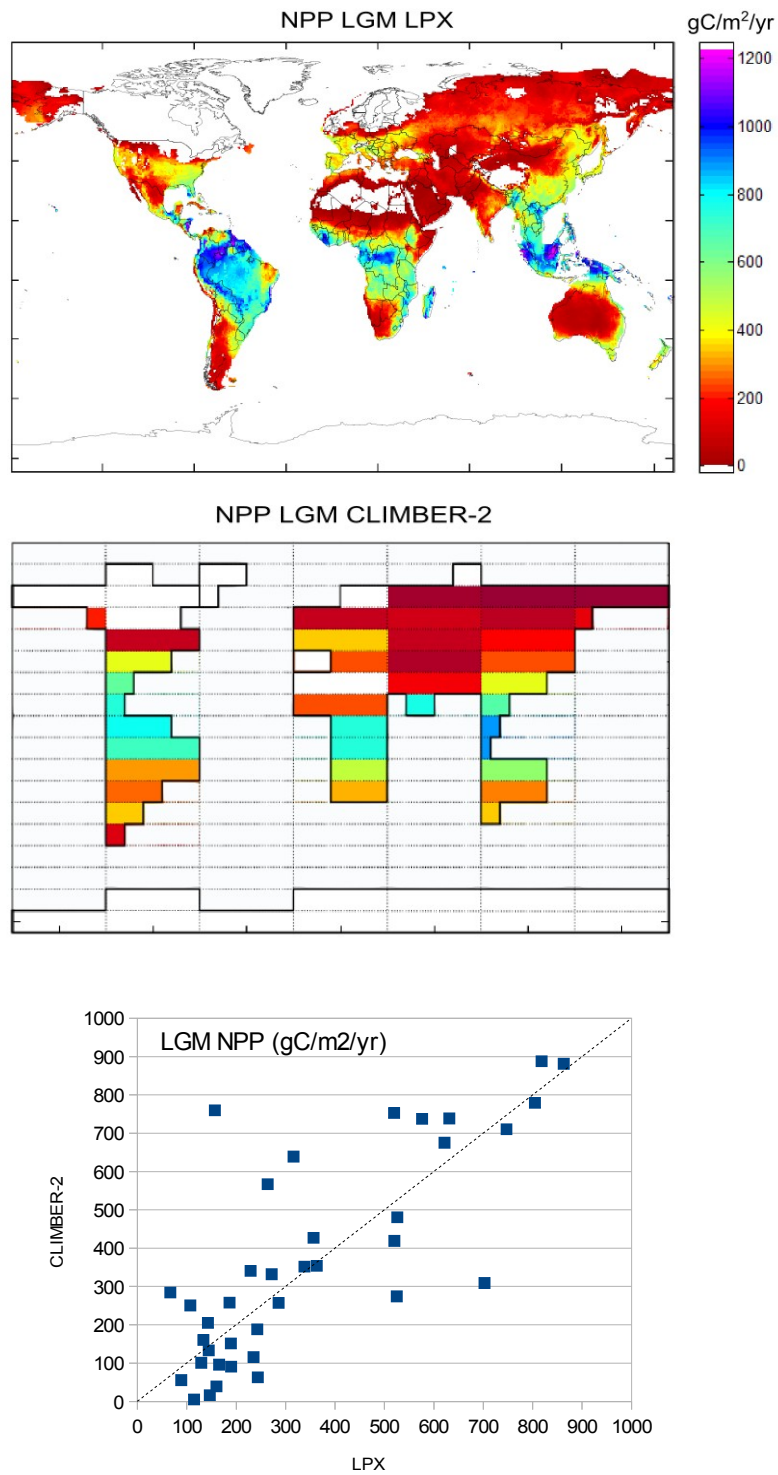 NPP LGM LPX
gC/m²/yr
1200
1000
800
600
400
200
0
NPP LGM CLIMBER-2
LGM NPP (gC/m2/yr)
1000
900
800
700
600
500
400
300
200
100
0
CLIMBER-2
0 100 200 300 400 500 600 700 800 900 1000
LPX